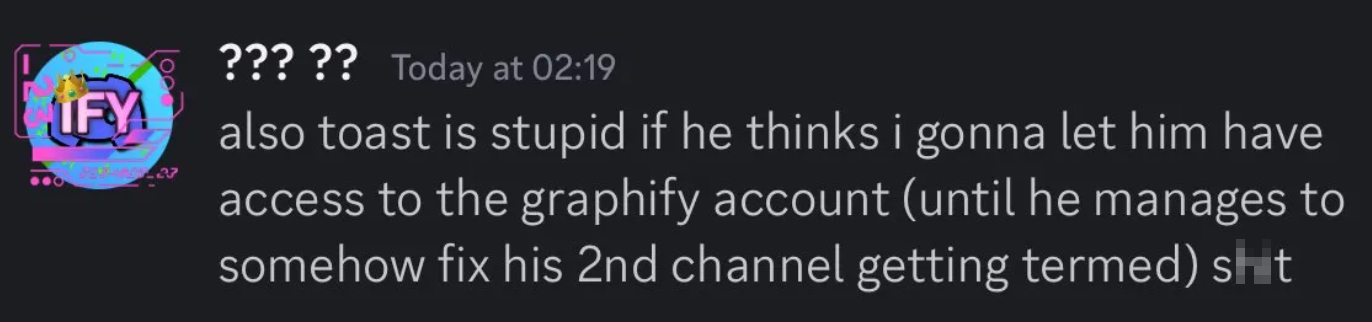 ??? ?? Today at 02:19
IFY
also toast is stupid if he thinks i gonna let him have
access to the graphify account (until he manages to
somehow fix his 2nd channel getting termed)